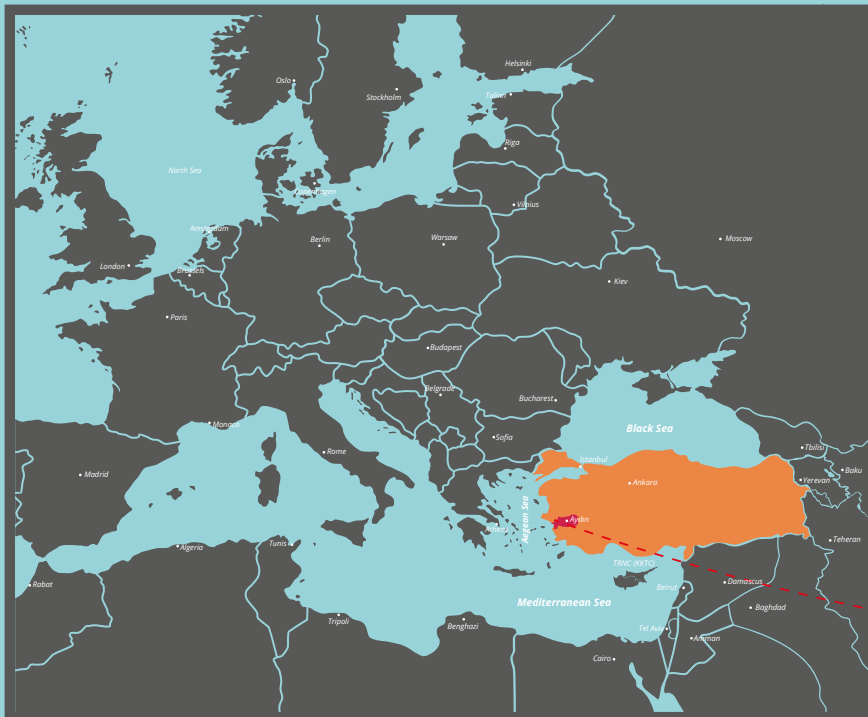 Helsinki
Oslo
Talinn
Stockholm
Riga
North Sea
Copenhagen
Vilnius
Amsterdam
Berlin
Warsaw
Moscow
London
Brussels
Kiev
Paris
Budapest
Belgrade
Bucharest
Monaco
Black Sea
Sofia
Tbilisi
Rome
Istanbul
Madrid
Baku
Ankara
Yerevan
Aegean Sea
Aydın
Athens
Teheran
Tunis
Algeria
TRNC (KKTC)
Rabat
Beirut
Damascus
Mediterranean Sea
Baghdad
Tripoli
Benghazi
Tel Aviv
Amman
Cairo